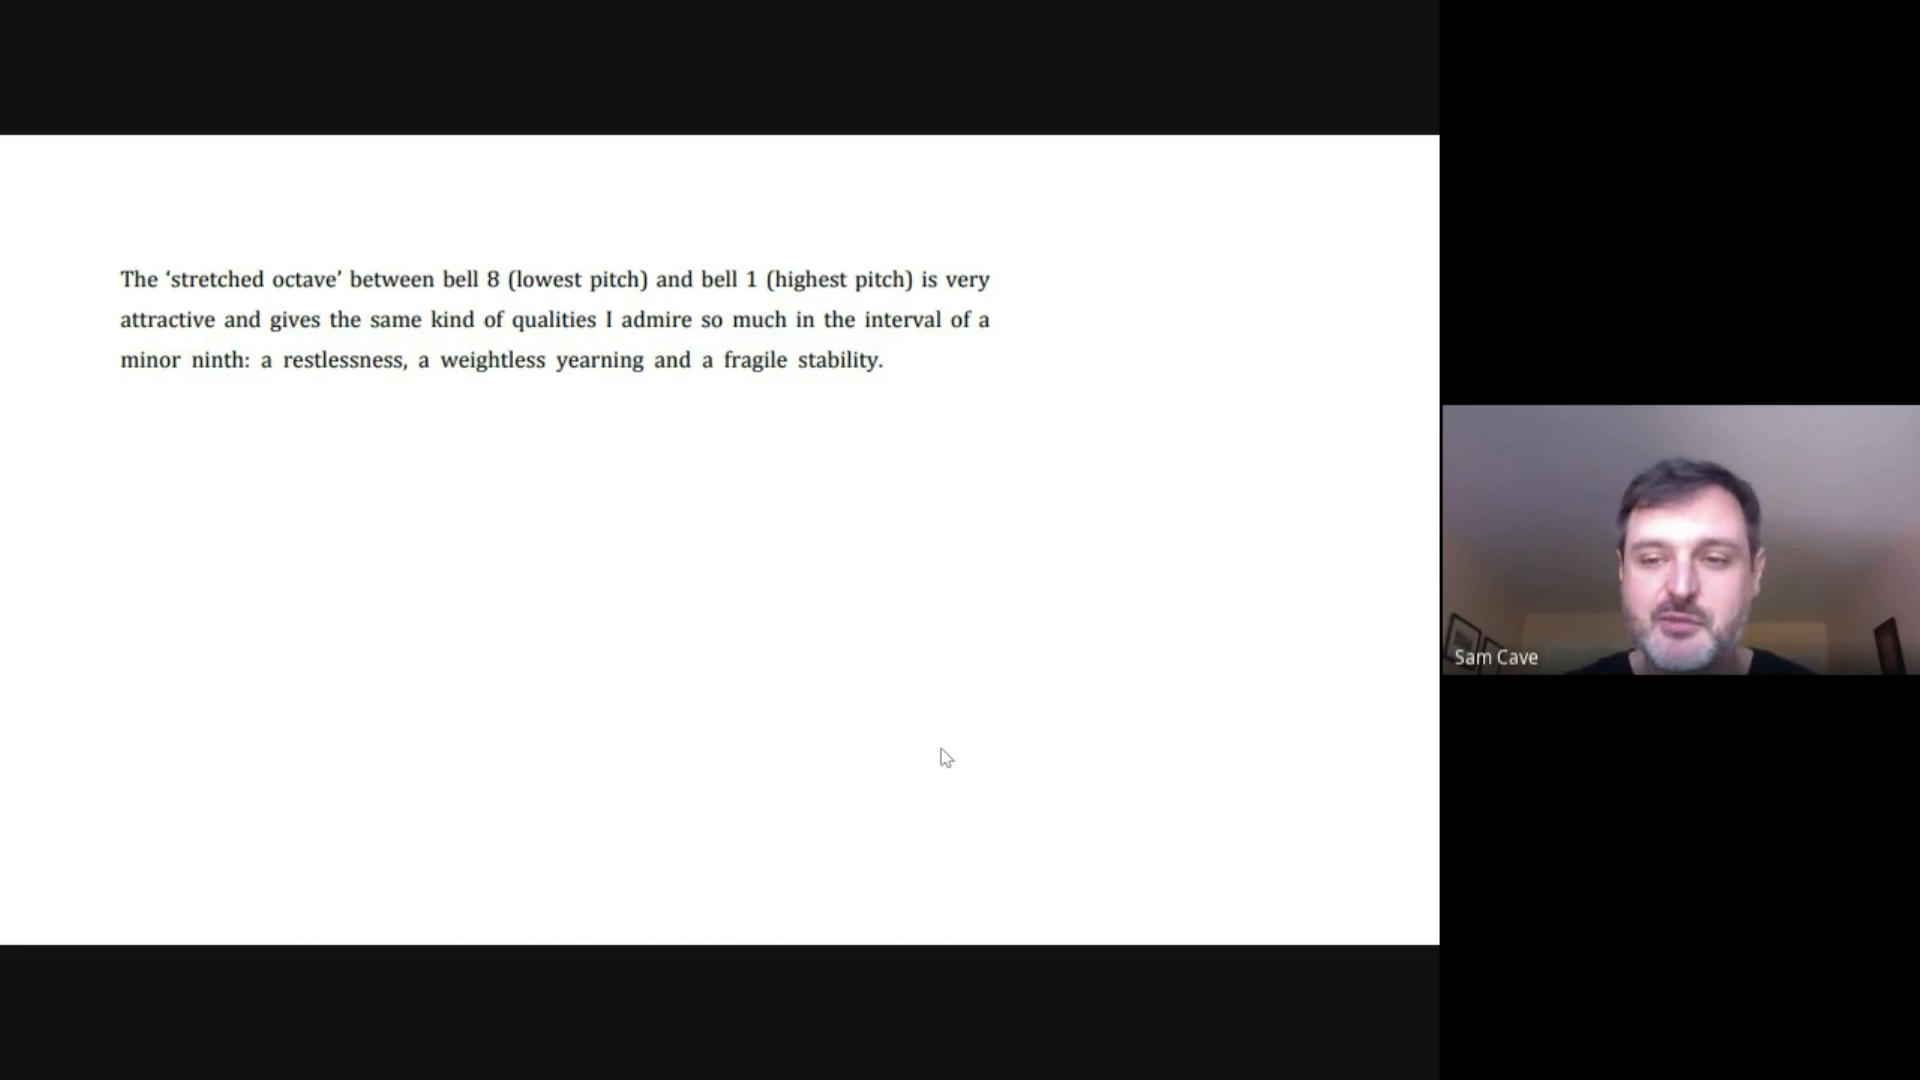 The ‘stretched octave’ between bell 8 (lowest pitch) and bell 1 (highest pitch) is very
attractive and gives the same kind of qualities I admire so much in the interval of a
minor ninth: a restlessness, a weightless yearning and a fragile stability.
Sam Cave